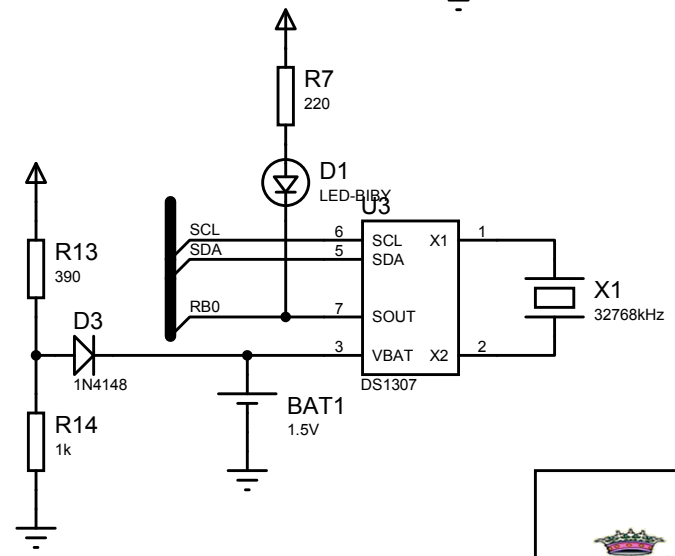 R7
220
D1
LED-BIBY
U3
SCL
6
SCL
X1
1
SDA
5
SDA
R13
390
X1
32768kHz
RB0
7
SOUT
D3
3
VBAT
X2
2
1N4148
DS1307
BAT1
1.5V
R14
1k